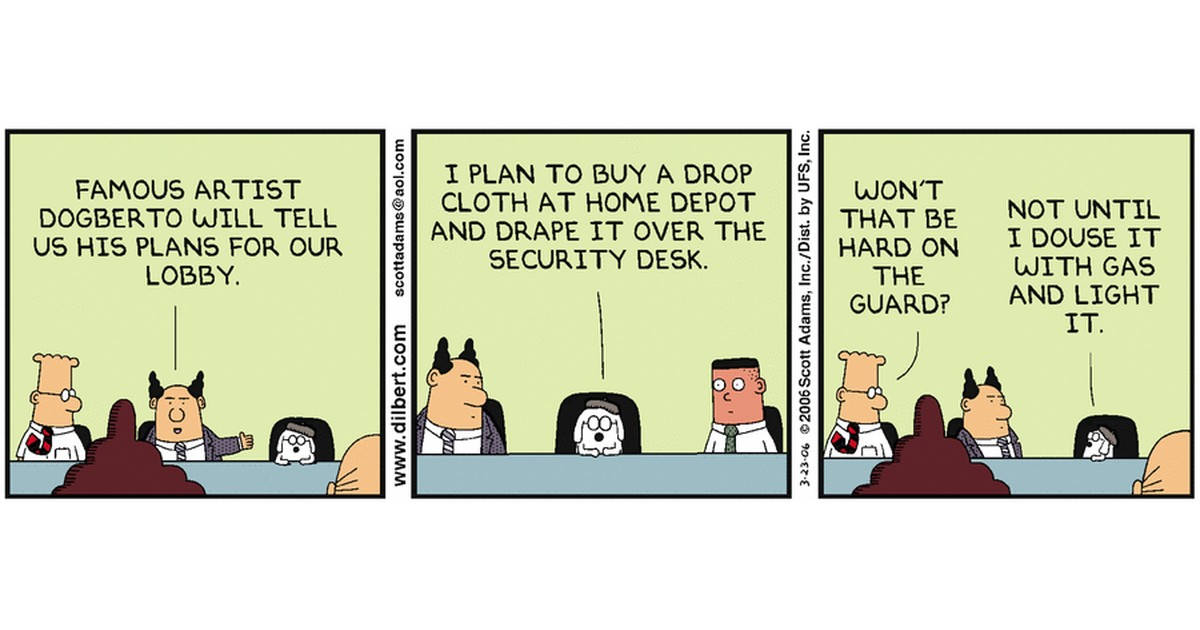 FAMOUS ARTIST
DOGBERTO WILL TELL
US HIS PLANS FOR OUR
LOBBY.
www.dilbert.com scottadams@aol.com
I PLAN TO BUY A DROP
CLOTH AT HOME DEPOT
AND DRAPE IT OVER THE
SECURITY DESK.
3-23-06 © 2006 Scott Adams, Inc./Dist. by UFS, Inc.
WON'T
THAT BE
HARD ON
THE
GUARD?
NOT UNTIL
I DOUSE IT
WITH GAS
AND LIGHT
IT.